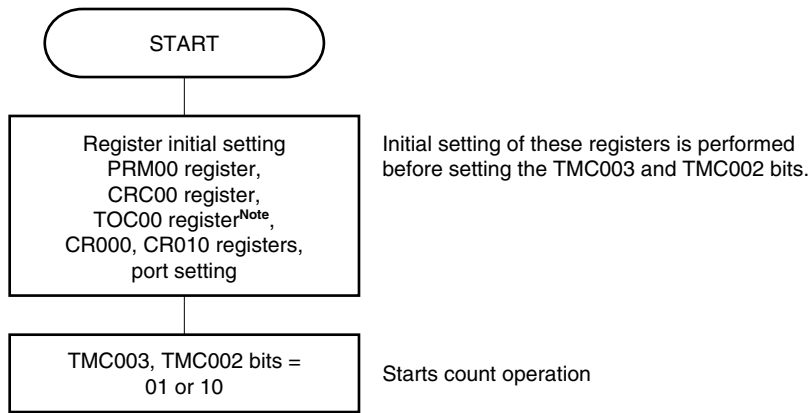 START
Register initial setting
PRM00 register,
CRC00 register,
TOC00 registerNote,
CR000, CR010 registers,
port setting
Initial setting of these registers is performed
before setting the TMC003 and TMC002 bits.
TMC003, TMC002 bits =
01 or 10
Starts count operation